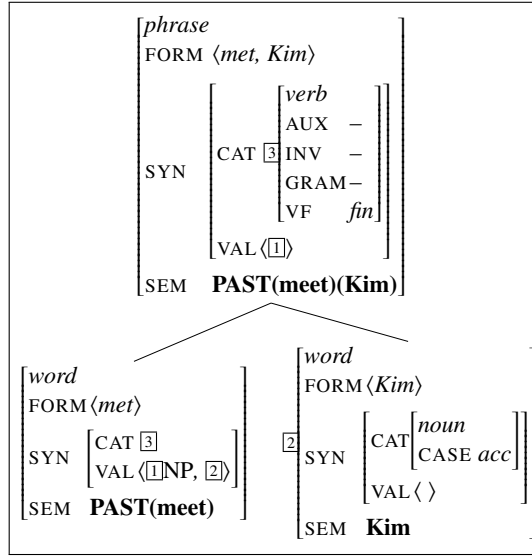 phrase
FORM ⟨met, Kim⟩
SYN CAT 3 verb
AUX –
INV –
GRAM –
VF fin
VAL ⟨1⟩
SEM PAST(meet)(Kim)
word
FORM ⟨met⟩
SYN CAT 3
VAL ⟨1NP, 2⟩
SEM PAST(meet)
2 word
FORM ⟨Kim⟩
SYN CAT noun
CASE acc
VAL ⟨ ⟩
SEM Kim